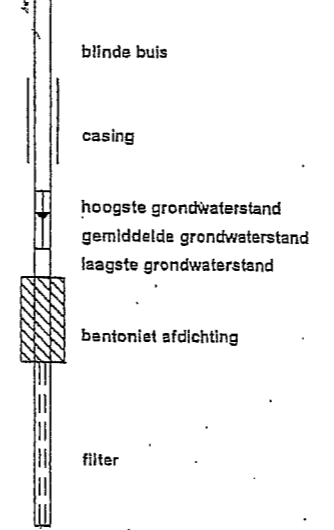 blinde buis
casing
hoogste grondwaterstand
gemiddelde grondwaterstand
laagste grondwaterstand
bentoniet afdichting
filter